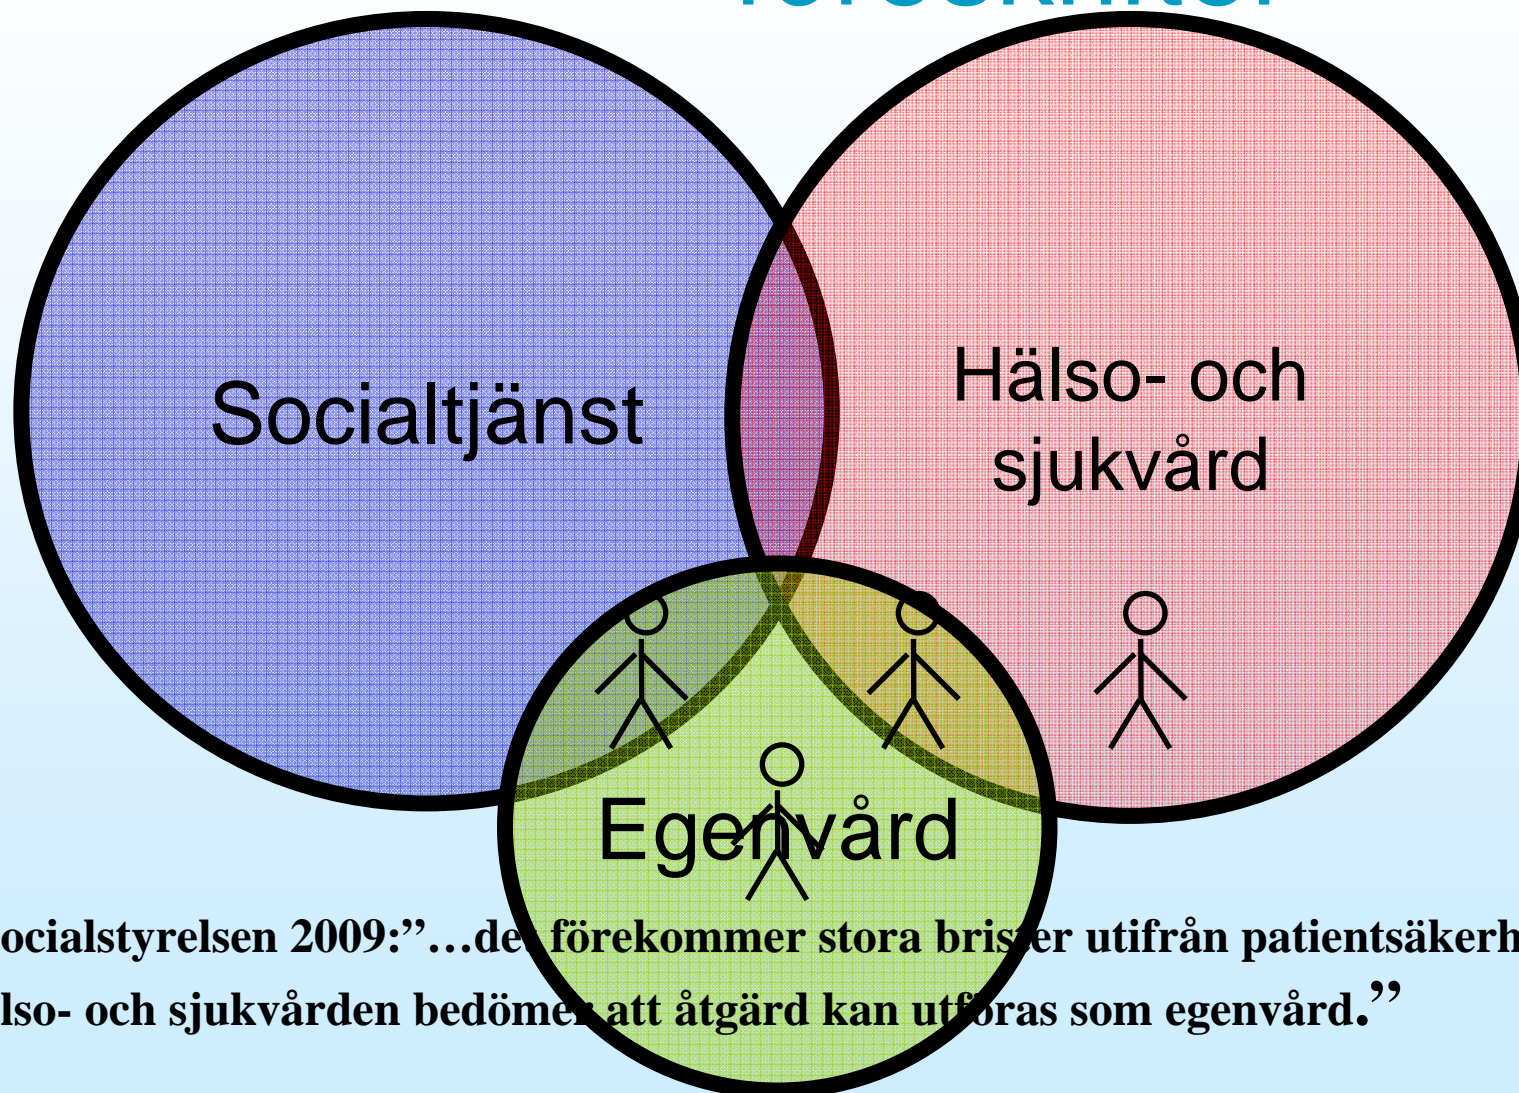 Socialtjänst
Hälso- och
sjukvård
Egenvård
ocialstyrelsen 2009:”…det förekommer stora brister utifrån patientsäkerh
lso- och sjukvården bedömer att åtgärd kan utföras som egenvård.”